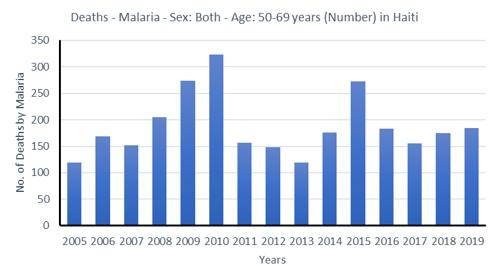 Deaths - Malaria - Sex: Both - Age: 50-69 years (Number) in Haiti
No. of Deaths by Malaria
350
300
250
200
150
100
50
0
2005 2006 2007 2008 2009 2010 2011 2012 2013 2014 2015 2016 2017 2018 2019
Years